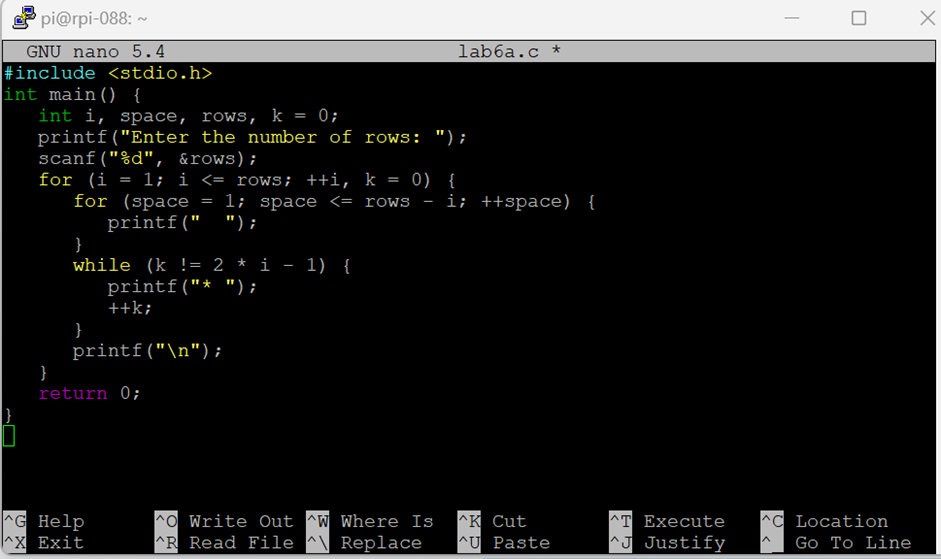 pi@rpi-088: ~
GNU nano 5.4 lab6a.c *
#include <stdio.h>
int main() {
   int i, space, rows, k = 0;
   printf("Enter the number of rows: ");
   scanf("%d", &rows);
   for (i = 1; i <= rows; ++i, k = 0) {
      for (space = 1; space <= rows - i; ++space) {
         printf("  ");
      }
      while (k != 2 * i - 1) {
         printf("* ");
         ++k;
      }
      printf("\n");
   }
   return 0;
}
^G Help ^O Write Out ^W Where Is ^K Cut ^T Execute ^C Location
^X Exit ^R Read File ^\ Replace ^U Paste ^J Justify ^_ Go To Line